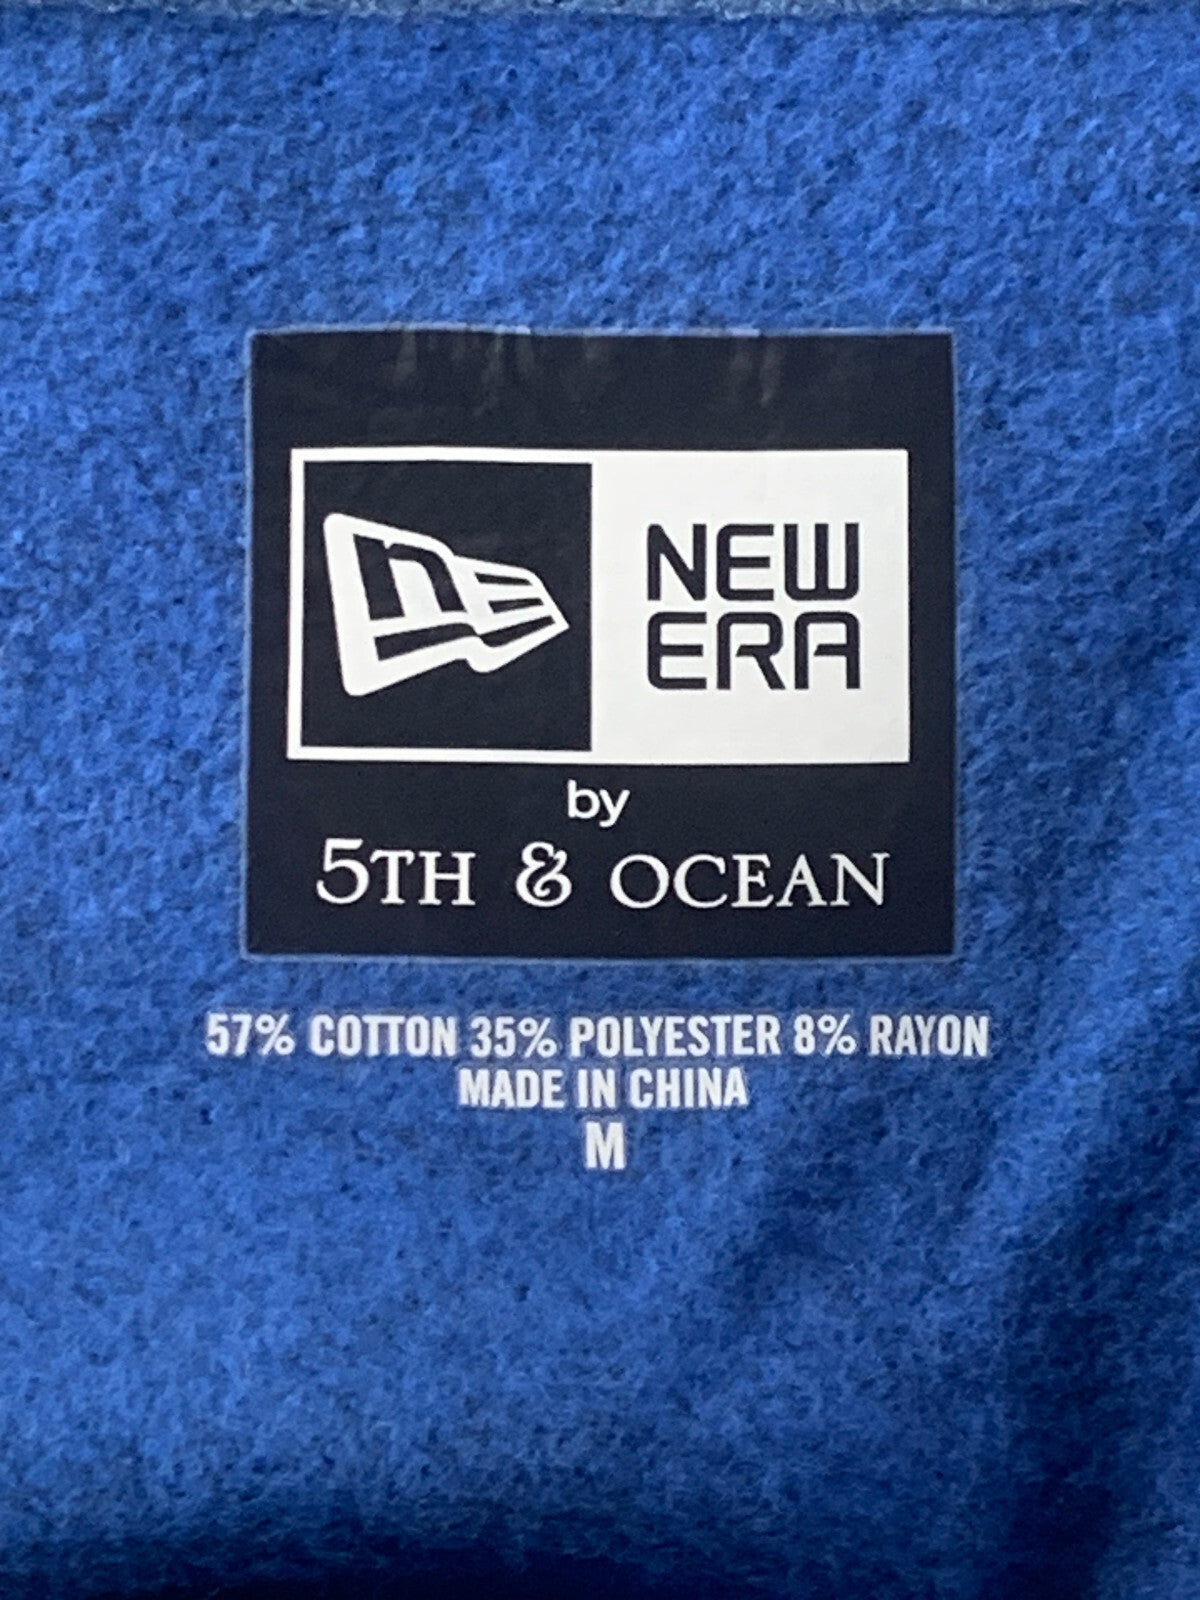 NEW
ERA
by
5TH & OCEAN
57% COTTON 35% POLYESTER 8% RAYON
MADE IN CHINA
M